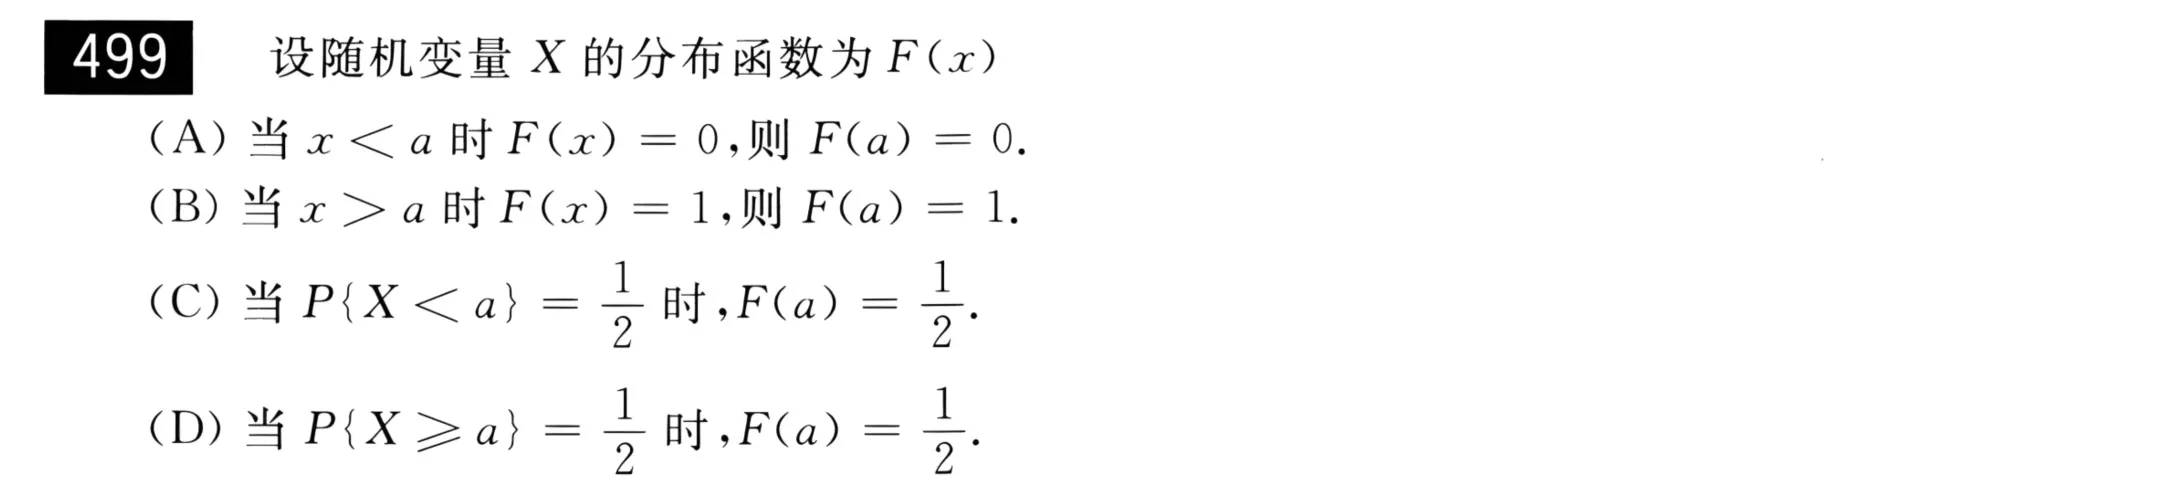 499 设随机变量 X 的分布函数为 F(x)
(A) 当 x < a 时 F(x) = 0,则 F(a) = 0.
(B) 当 x > a 时 F(x) = 1,则 F(a) = 1.
(C) 当 P{X < a} = 1/2 时,F(a) = 1/2.
(D) 当 P{X ⩾ a} = 1/2 时,F(a) = 1/2.